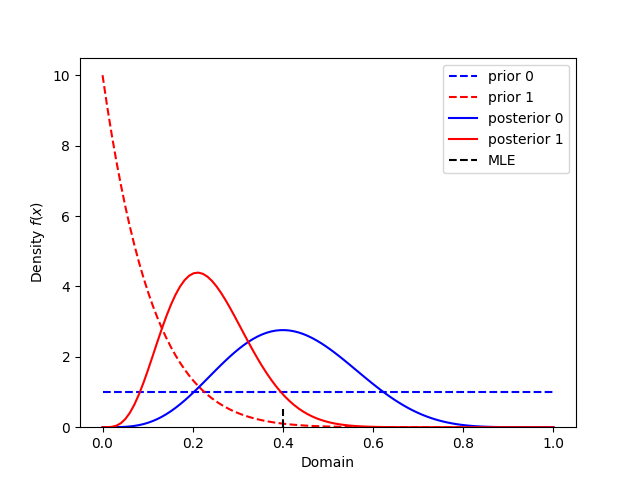 10
8
6
4
2
0
Density f(x)
0.0 0.2 0.4 0.6 0.8 1.0
Domain
prior 0
prior 1
posterior 0
posterior 1
MLE